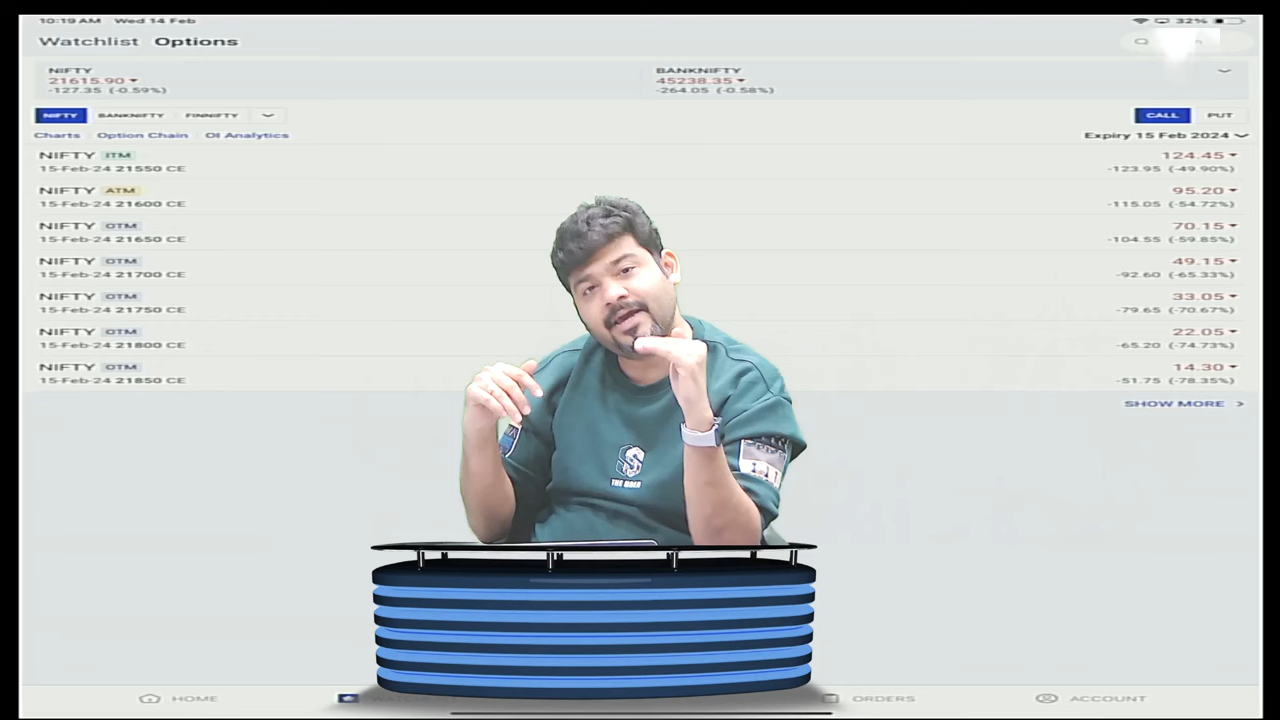 10:19 AM Wed 14 Feb
32%
Watchlist Options
NIFTY
21615.90
-127.35 (-0.59%)
BANKNIFTY
45238.35
-264.05 (-0.58%)
NIFTY BANKNIFTY FINNIFTY
CALL PUT
Charts Option Chain OI Analytics
Expiry 15 Feb 2024
NIFTY ITM 124.45
15-Feb-24 21550 CE -123.95 (-49.90%)
NIFTY ATM 95.20
15-Feb-24 21600 CE -115.05 (-54.72%)
NIFTY OTM 70.15
15-Feb-24 21650 CE -104.55 (-59.85%)
NIFTY OTM 49.15
15-Feb-24 21700 CE -92.60 (-65.33%)
NIFTY OTM 33.05
15-Feb-24 21750 CE -79.65 (-70.67%)
NIFTY OTM 22.05
15-Feb-24 21800 CE -65.20 (-74.73%)
NIFTY OTM 14.30
15-Feb-24 21850 CE -51.75 (-78.35%)
SHOW MORE
HOME ORDERS ACCOUNT